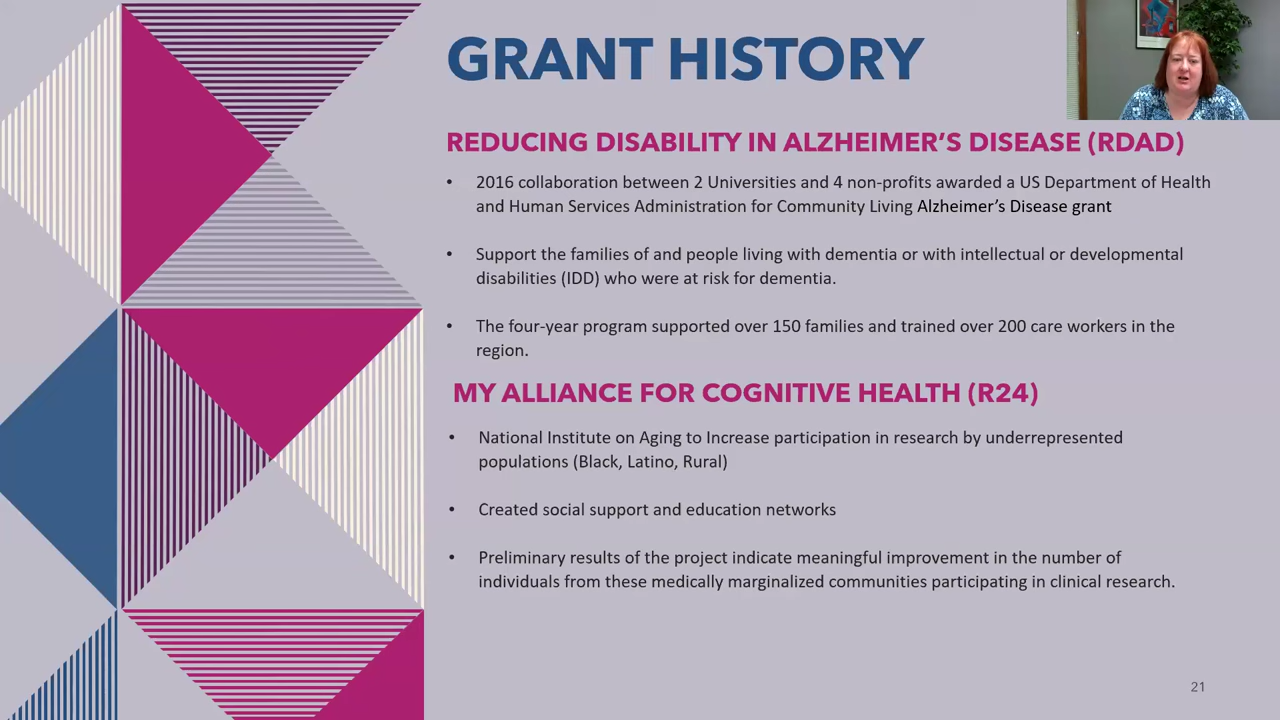 GRANT HISTORY
REDUCING DISABILITY IN ALZHEIMER’S DISEASE (RDAD)
• 2016 collaboration between 2 Universities and 4 non-profits awarded a US Department of Health
and Human Services Administration for Community Living Alzheimer’s Disease grant
• Support the families of and people living with dementia or with intellectual or developmental
disabilities (IDD) who were at risk for dementia.
• The four-year program supported over 150 families and trained over 200 care workers in the
region.
MY ALLIANCE FOR COGNITIVE HEALTH (R24)
• National Institute on Aging to Increase participation in research by underrepresented
populations (Black, Latino, Rural)
• Created social support and education networks
• Preliminary results of the project indicate meaningful improvement in the number of
individuals from these medically marginalized communities participating in clinical research.
21